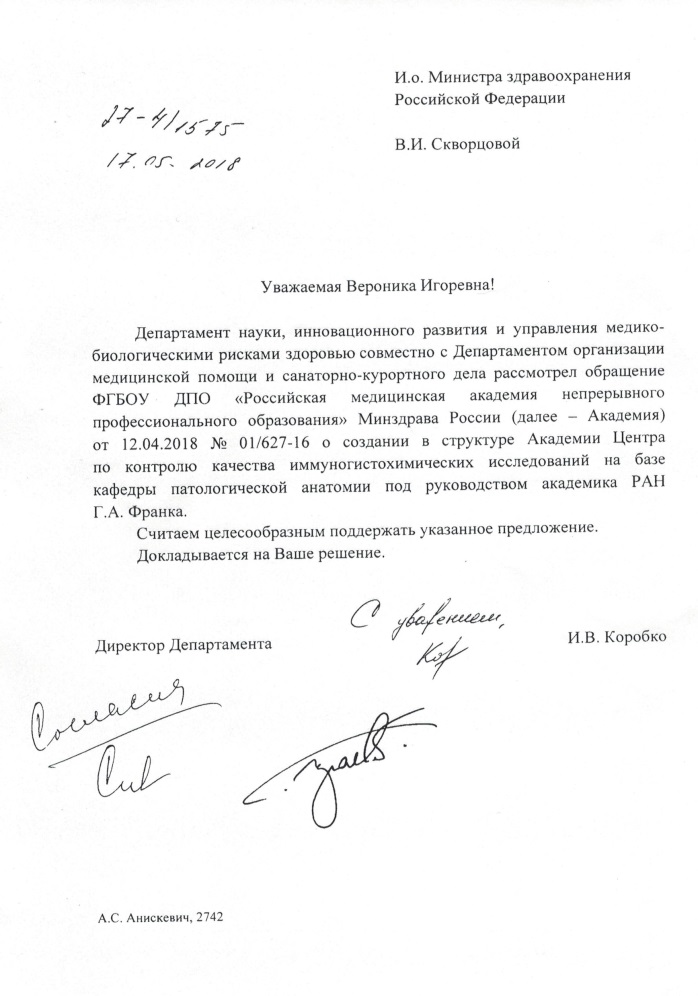 И.о. Министра здравоохранения
Российской Федерации
27-4/1575
17.05.2018
В.И. Скворцовой
Уважаемая Вероника Игоревна!
Департамент науки, инновационного развития и управления медико-
биологическими рисками здоровью совместно с Департаментом организации
медицинской помощи и санаторно-курортного дела рассмотрел обращение
ФГБОУ ДПО «Российская медицинская академия непрерывного
профессионального образования» Минздрава России (далее – Академия)
от 12.04.2018 № 01/627-16 о создании в структуре Академии Центра
по контролю качества иммуногистохимических исследований на базе
кафедры патологической анатомии под руководством академика РАН
Г.А. Франка.
Считаем целесообразным поддержать указанное предложение.
Докладывается на Ваше решение.
С уважением,
Директор Департамента
И.В. Коробко
А.С. Анискевич, 2742